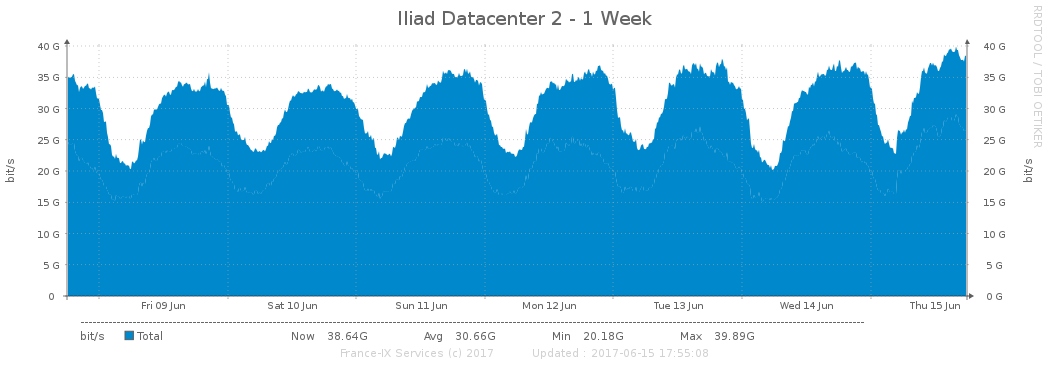 Iliad Datacenter 2 - 1 Week
RRDTOOL / TOBI OETIKER
40 G 40 G
35 G 35 G
30 G 30 G
25 G 25 G
20 G 20 G
15 G 15 G
10 G 10 G
5 G 5 G
0 0 G
bit/s
bit/s
Fri 09 Jun Sat 10 Jun Sun 11 Jun Mon 12 Jun Tue 13 Jun Wed 14 Jun Thu 15 Jun
bit/s Total Now 38.64G Avg 30.66G Min 20.18G Max 39.89G
France-IX Services (c) 2017 Updated : 2017-06-15 17:55:08